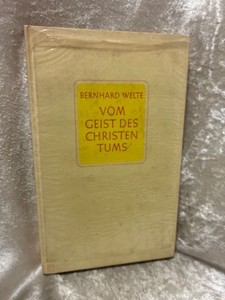 BERNHARD WELTE
VOM
GEIST DES
CHRISTEN
TUMS